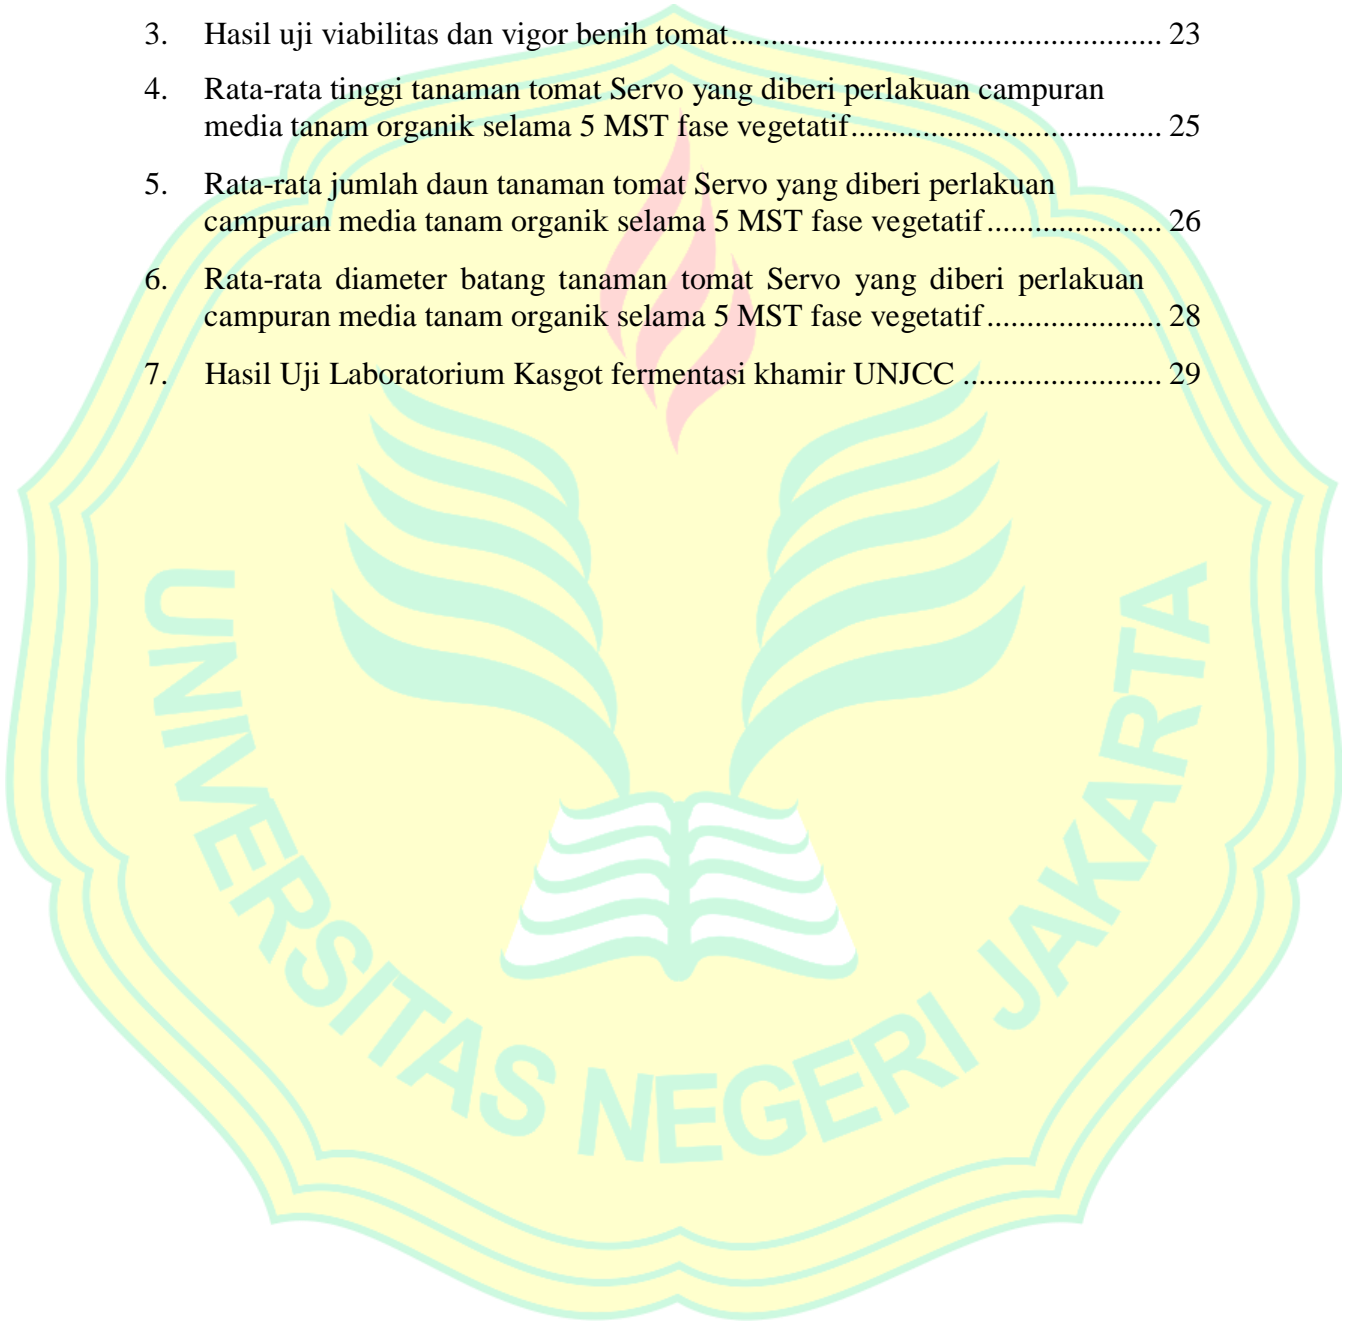 3. Hasil uji viabilitas dan vigor benih tomat...................................................... 23
4. Rata-rata tinggi tanaman tomat Servo yang diberi perlakuan campuran
media tanam organik selama 5 MST fase vegetatif....................................... 25
5. Rata-rata jumlah daun tanaman tomat Servo yang diberi perlakuan
campuran media tanam organik selama 5 MST fase vegetatif...................... 26
6. Rata-rata diameter batang tanaman tomat Servo yang diberi perlakuan
campuran media tanam organik selama 5 MST fase vegetatif...................... 28
7. Hasil Uji Laboratorium Kasgot fermentasi khamir UNJCC ......................... 29
UNIVERSITAS NEGERI JAKARTA